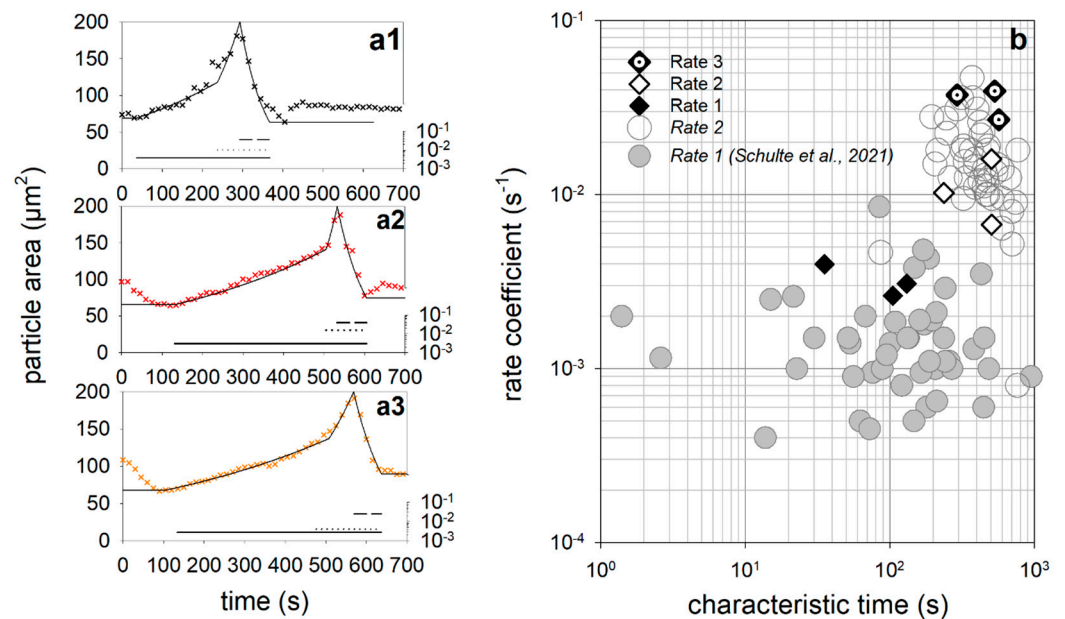 particle area (µm²)
a1
200
150
100
50
0
10⁻¹
10⁻²
10⁻³
0 100 200 300 400 500 600 700
a2
200
150
100
50
0
10⁻¹
10⁻²
10⁻³
0 100 200 300 400 500 600 700
a3
200
150
100
50
0
10⁻¹
10⁻²
10⁻³
0 100 200 300 400 500 600 700
time (s)
b
rate coefficient (s⁻¹)
10⁻¹
10⁻²
10⁻³
10⁻⁴
Rate 3
Rate 2
Rate 1
Rate 2
Rate 1 (Schulte et al., 2021)
10⁰ 10¹ 10² 10³
characteristic time (s)